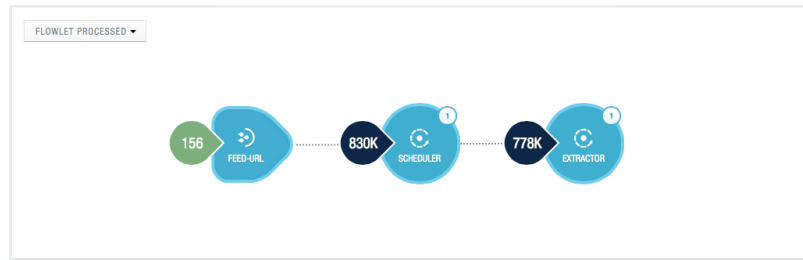 FLOWLET PROCESSED
156
FEED-URL
830K
SCHEDULER
1
778K
EXTRACTOR
1